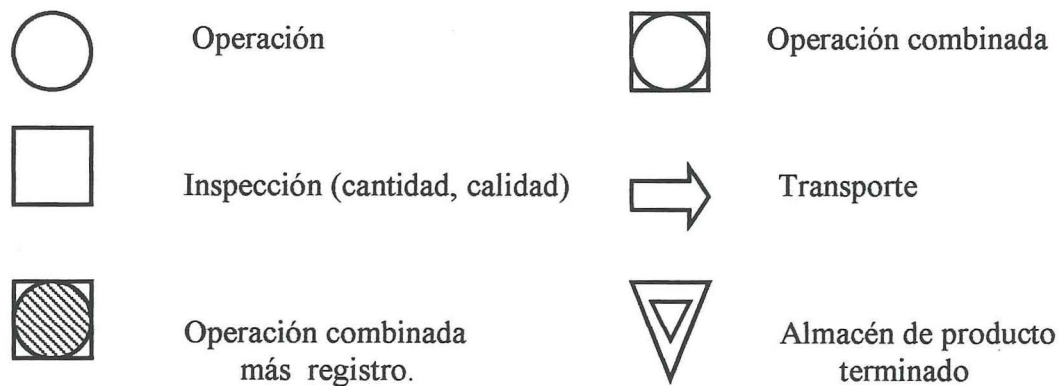 Operación
Operación combinada
Inspección (cantidad, calidad)
Transporte
Operación combinada
más registro.
Almacén de producto
terminado